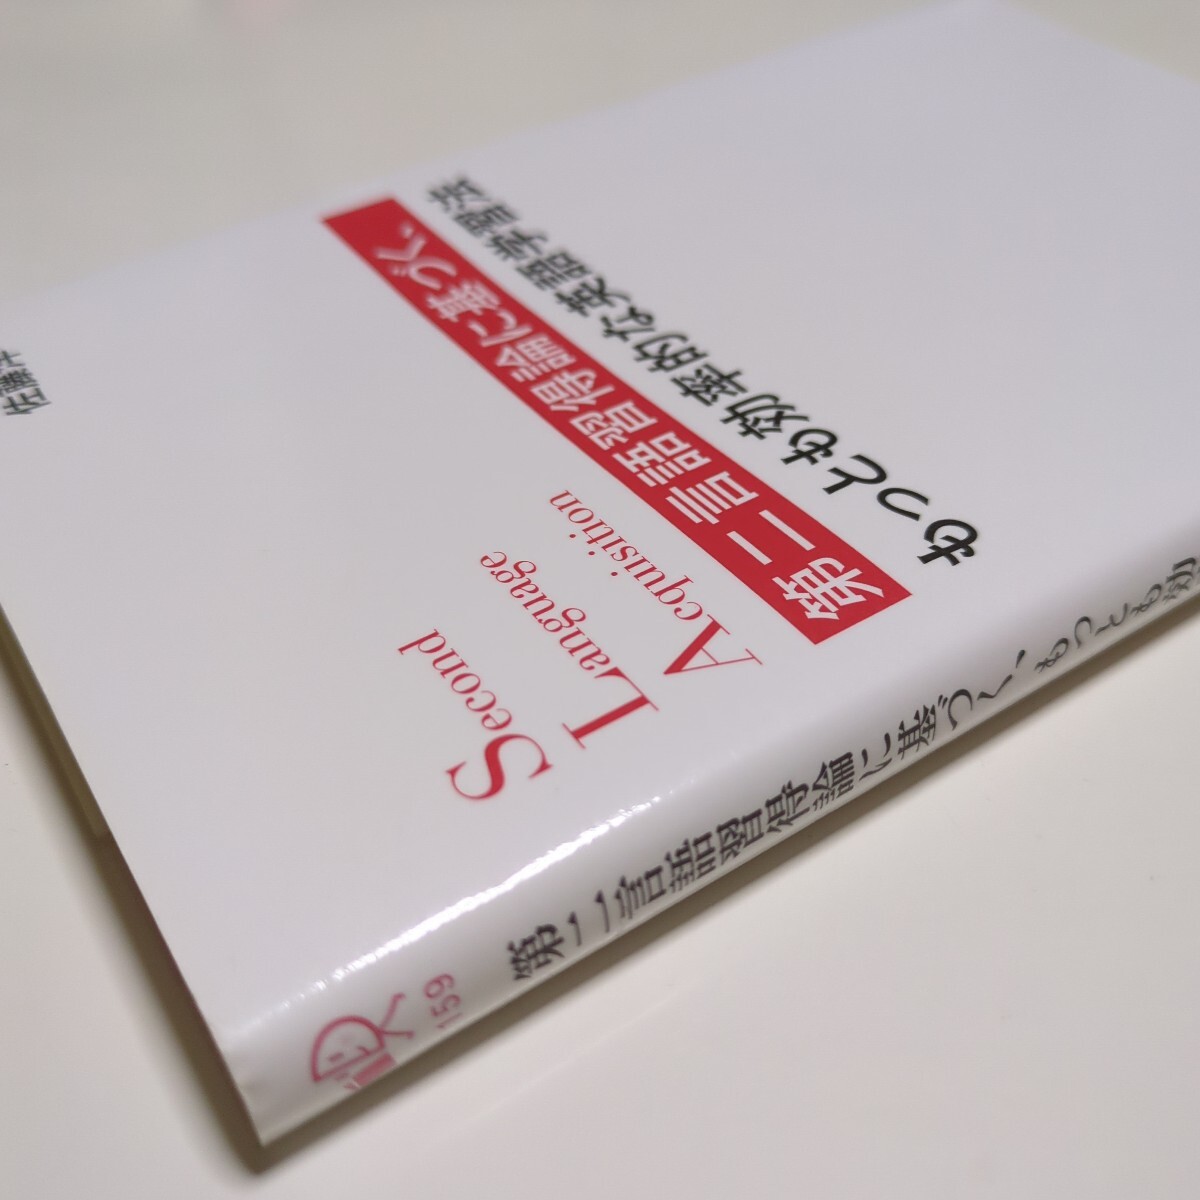 第二言語習得論に基づく、
もっとも効率的な英語学習法
Second
Language
Acquisition
佐藤洋
159
第二言語習得論に基づく、もっとも効